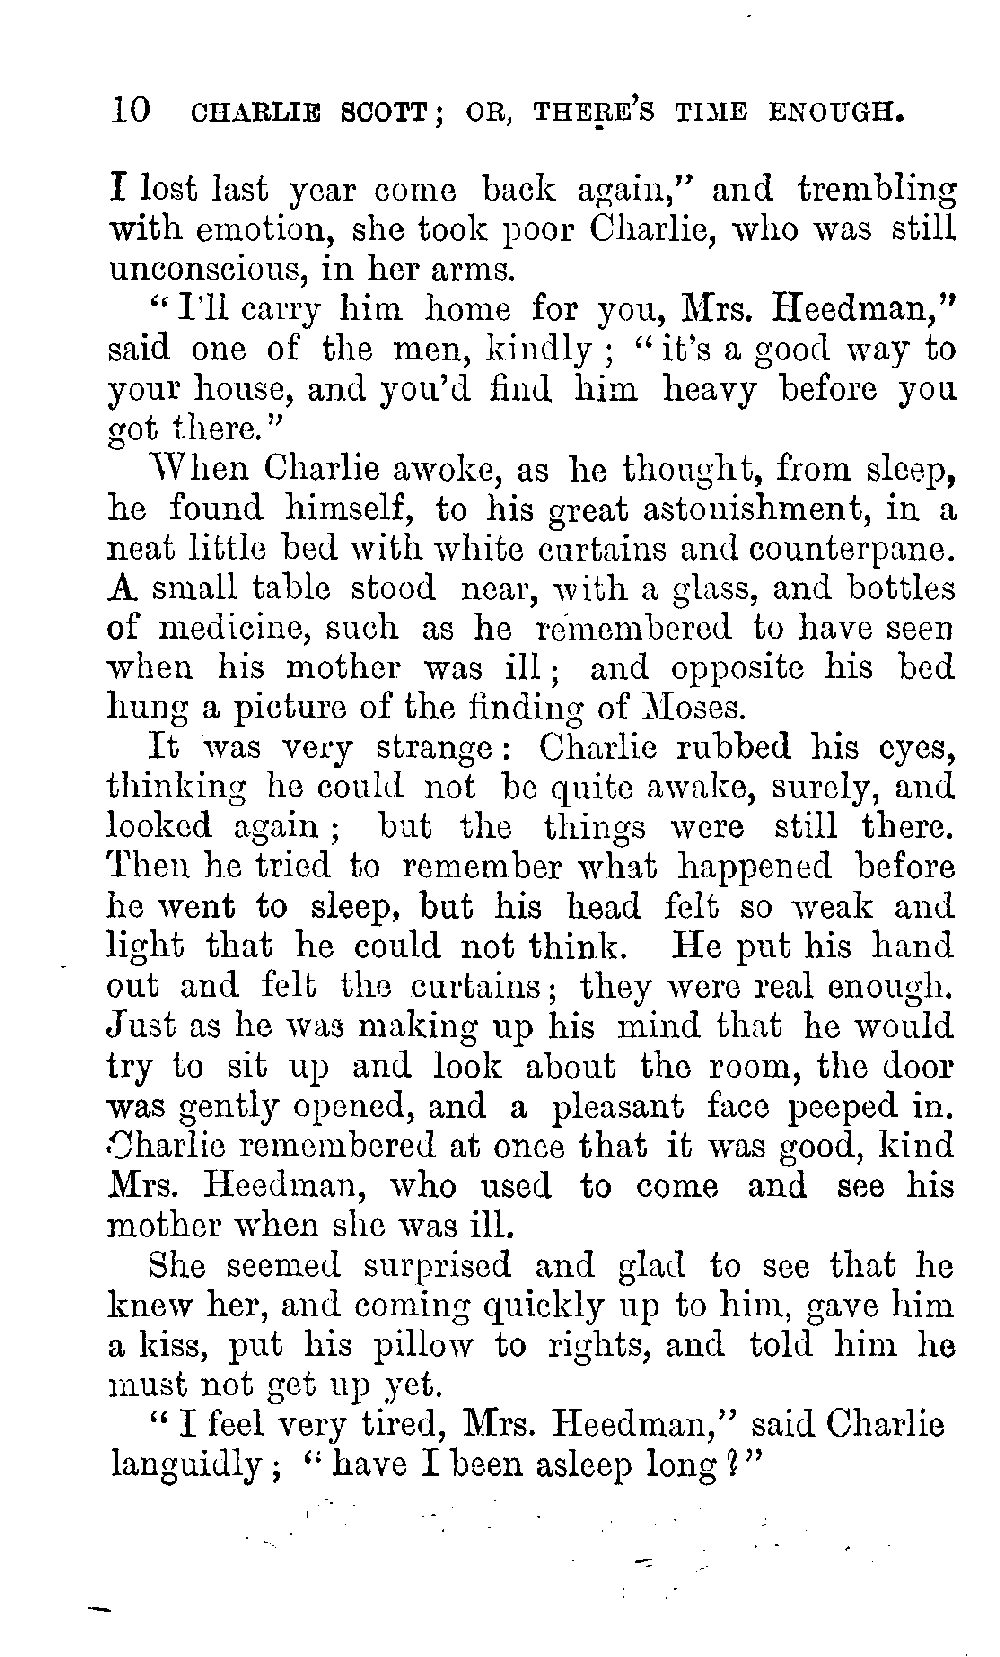 10 CHARLIE SCOTT; OR, THERE'S TIME ENOUGH.
I lost last year come back again," and trembling
with emotion, she took poor Charlie, who was still
unconscious, in her arms.
"I'll carry him home for you, Mrs. Heedman,"
said one of the men, kindly; "it's a good way to
your house, and you'd find him heavy before you
got there."
When Charlie awoke, as he thought, from sleep,
he found himself, to his great astonishment, in a
neat little bed with white curtains and counterpane.
A small table stood near, with a glass, and bottles
of medicine, such as he remembered to have seen
when his mother was ill; and opposite his bed
hung a picture of the finding of Moses.
It was very strange: Charlie rubbed his eyes,
thinking he could not be quite awake, surely, and
looked again; but the things were still there.
Then he tried to remember what happened before
he went to sleep, but his head felt so weak and
light that he could not think. He put his hand
out and felt the curtains; they were real enough.
Just as he was making up his mind that he would
try to sit up and look about the room, the door
was gently opened, and a pleasant face peeped in.
Charlie remembered at once that it was good, kind
Mrs. Heedman, who used to come and see his
mother when she was ill.
She seemed surprised and glad to see that he
knew her, and coming quickly up to him, gave him
a kiss, put his pillow to rights, and told him he
must not get up yet.
"I feel very tired, Mrs. Heedman," said Charlie
languidly; "have I been asleep long?"